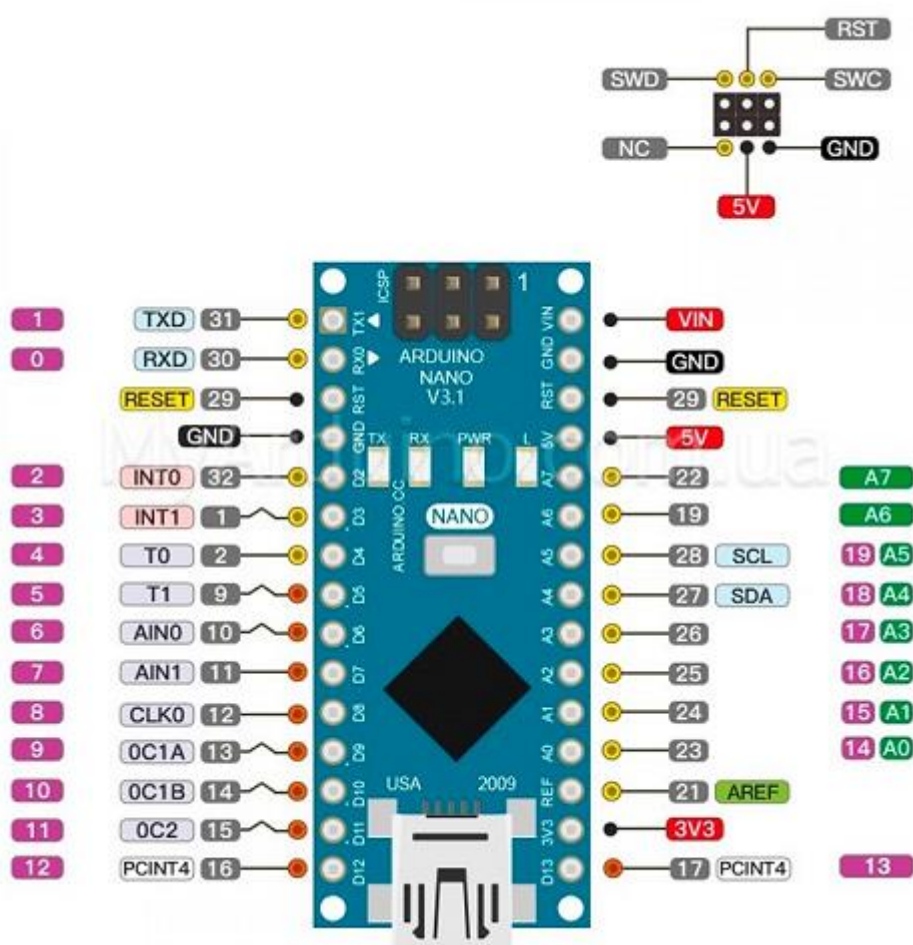 RST
SWD SWC
NC GND
5V
ICSP 1
1 TXD 31 TX1 VIN VIN
0 RXD 30 RX0 ARDUINO NANO V3.1 GND GND
RESET 29 RST RST 29 RESET
GND GND TX RX PWR L 5V 5V
MyArduino.com.ua
2 INT0 32 D2 A7 22 A7
3 INT1 1 D3 ARDUINO.CC NANO A6 19 A6
4 T0 2 D4 A5 28 SCL 19 A5
5 T1 9 D5 A4 27 SDA 18 A4
6 AIN0 10 D6 A3 26 17 A3
7 AIN1 11 D7 A2 25 16 A2
8 CLK0 12 D8 A1 24 15 A1
9 0C1A 13 D9 A0 23 14 A0
10 0C1B 14 D10 USA 2009 REF 21 AREF
11 0C2 15 D11 3V3 3V3
12 PCINT4 16 D12 D13 17 PCINT4 13